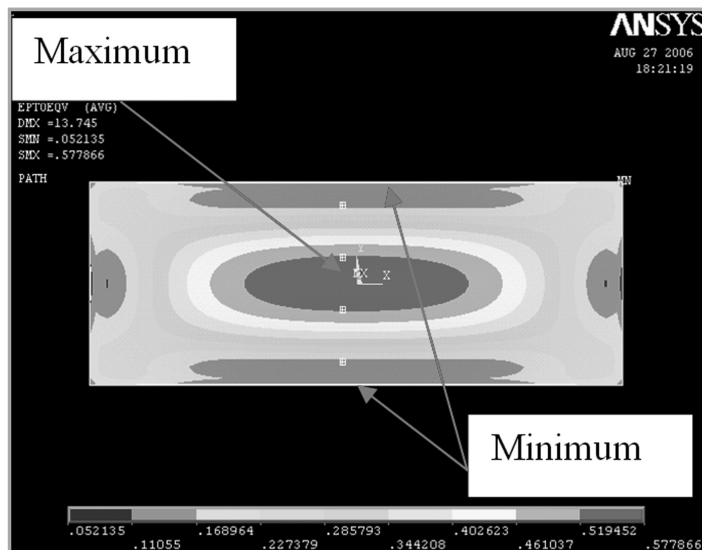 Maximum
ANSYS
AUG 27 2006
18:21:19
EPTOEQV (AVG)
DMX =13.745
SMN =.052135
SMX =.577866
PATH
MN
Y
MX
X
Minimum
.052135 .168964 .285793 .402623 .519452
.11055 .227379 .344208 .461037 .577866